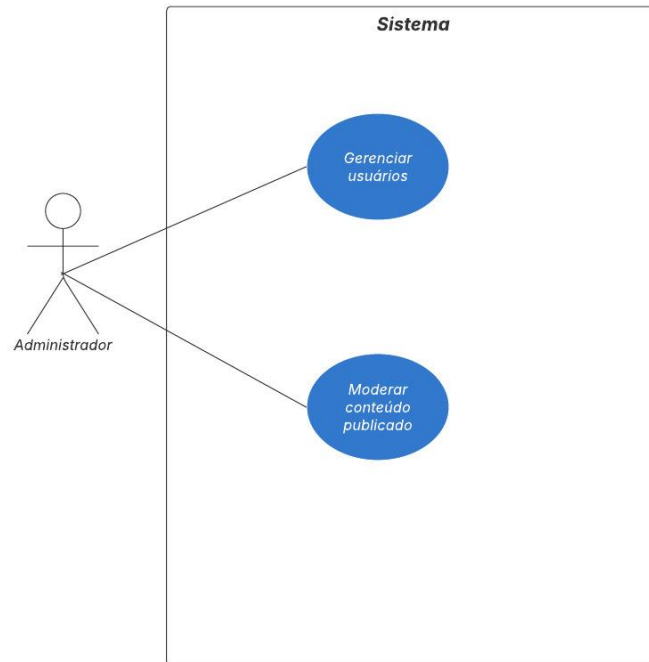 Sistema
Gerenciar
usuários
Administrador
Moderar
conteúdo
publicado